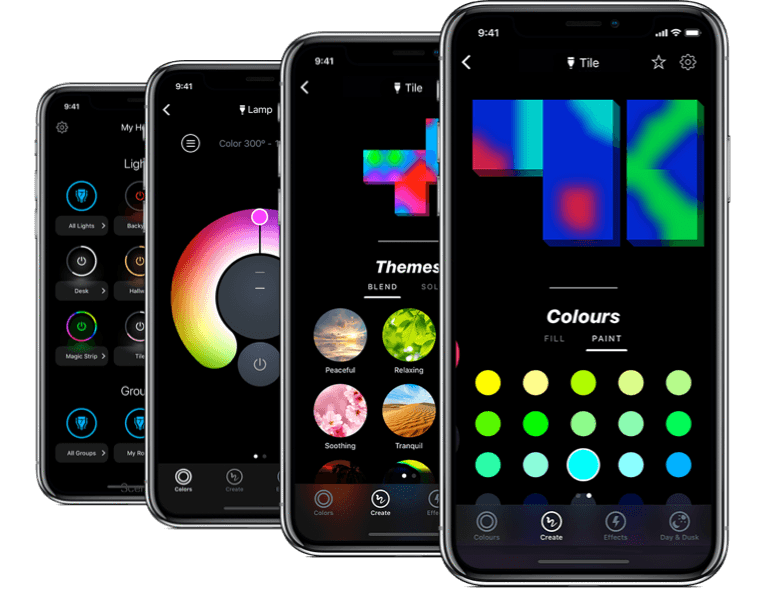 9:41
My H
Ligh
All Lights
Backy
Desk
Hallw
Magic Strip
Tile
Grou
All Groups
My Ro
Scen
9:41
Lamp
Color 300° - 1
Colors
Create
E
9:41
Tile
Themes
BLEND
SOL
Peaceful
Relaxing
Soothing
Tranquil
Colors
Create
Effe
9:41
Tile
Colours
FILL
PAINT
Colours
Create
Effects
Day & Dusk